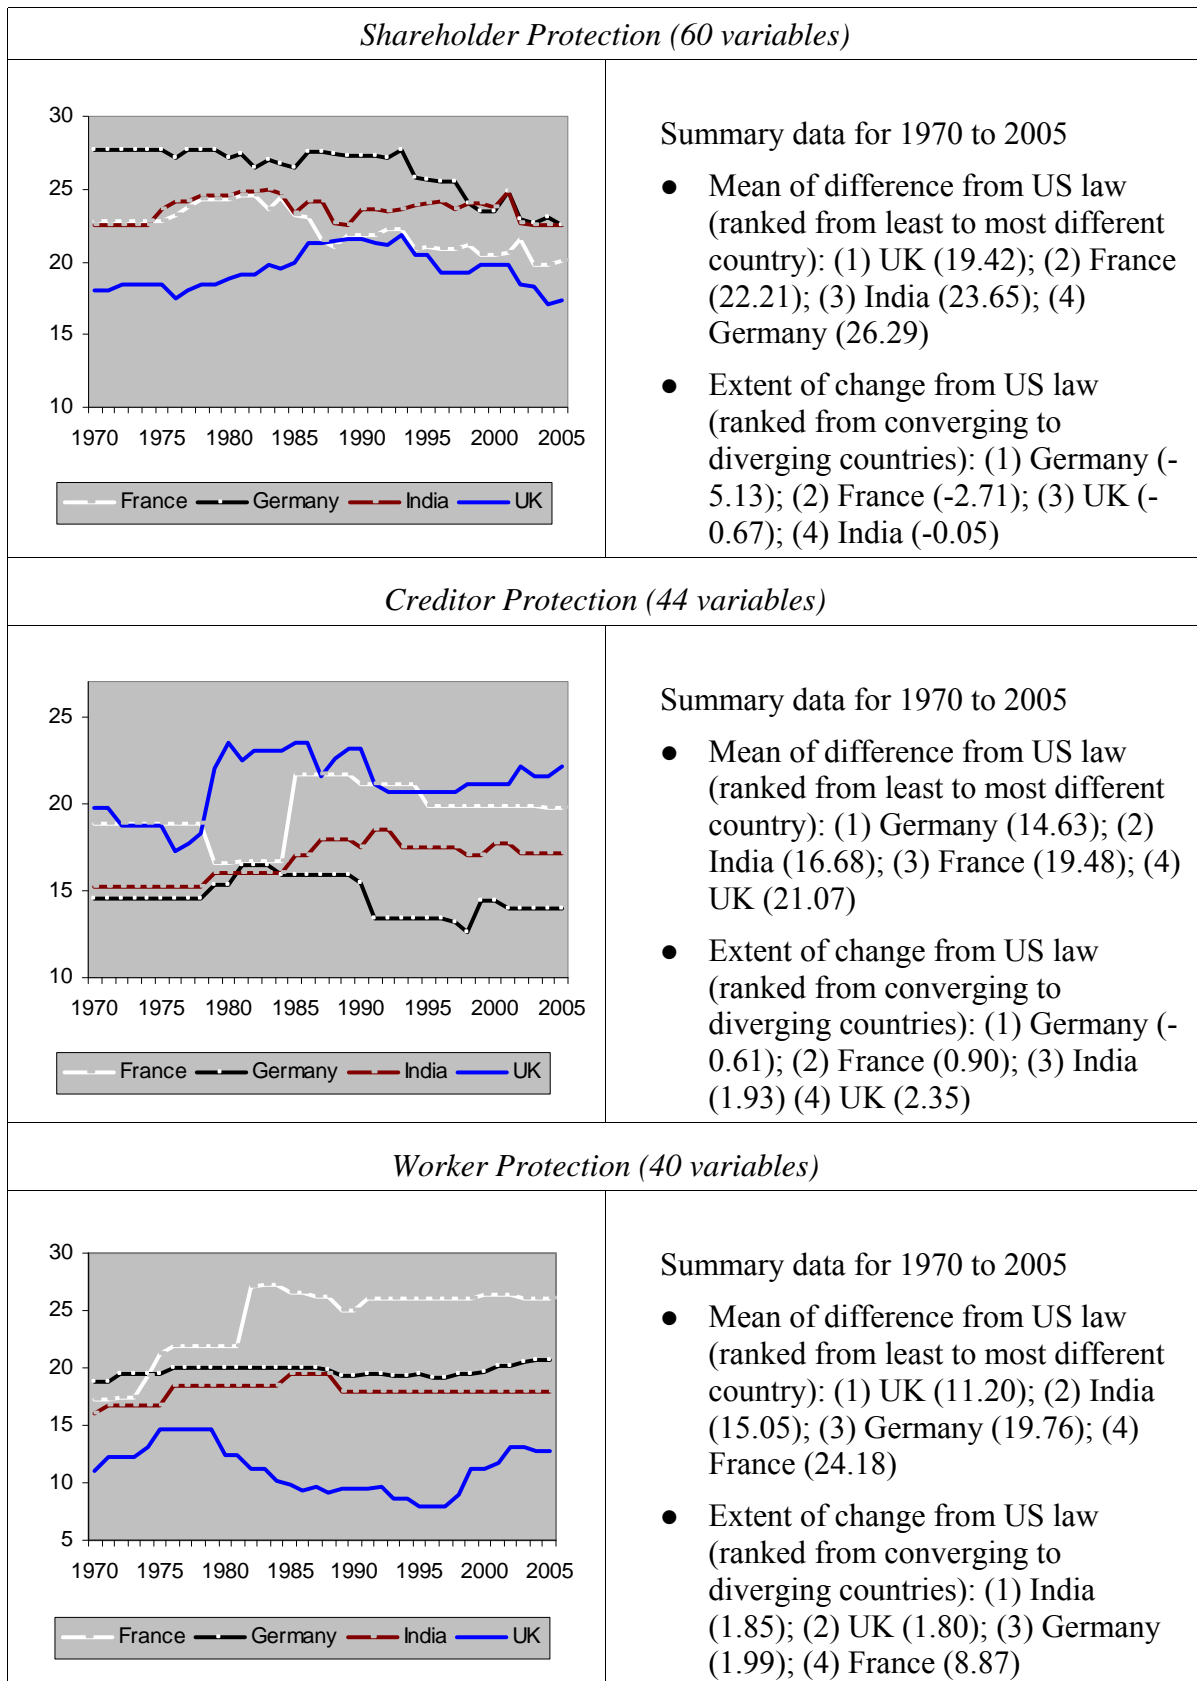 Shareholder Protection (60 variables)
30
25
20
15
10
1970 1975 1980 1985 1990 1995 2000 2005
France Germany India UK
Summary data for 1970 to 2005
● Mean of difference from US law
(ranked from least to most different
country): (1) UK (19.42); (2) France
(22.21); (3) India (23.65); (4)
Germany (26.29)
● Extent of change from US law
(ranked from converging to
diverging countries): (1) Germany (-
5.13); (2) France (-2.71); (3) UK (-
0.67); (4) India (-0.05)
Creditor Protection (44 variables)
25
20
15
10
1970 1975 1980 1985 1990 1995 2000 2005
France Germany India UK
Summary data for 1970 to 2005
● Mean of difference from US law
(ranked from least to most different
country): (1) Germany (14.63); (2)
India (16.68); (3) France (19.48); (4)
UK (21.07)
● Extent of change from US law
(ranked from converging to
diverging countries): (1) Germany (-
0.61); (2) France (0.90); (3) India
(1.93) (4) UK (2.35)
Worker Protection (40 variables)
30
25
20
15
10
5
1970 1975 1980 1985 1990 1995 2000 2005
France Germany India UK
Summary data for 1970 to 2005
● Mean of difference from US law
(ranked from least to most different
country): (1) UK (11.20); (2) India
(15.05); (3) Germany (19.76); (4)
France (24.18)
● Extent of change from US law
(ranked from converging to
diverging countries): (1) India
(1.85); (2) UK (1.80); (3) Germany
(1.99); (4) France (8.87)